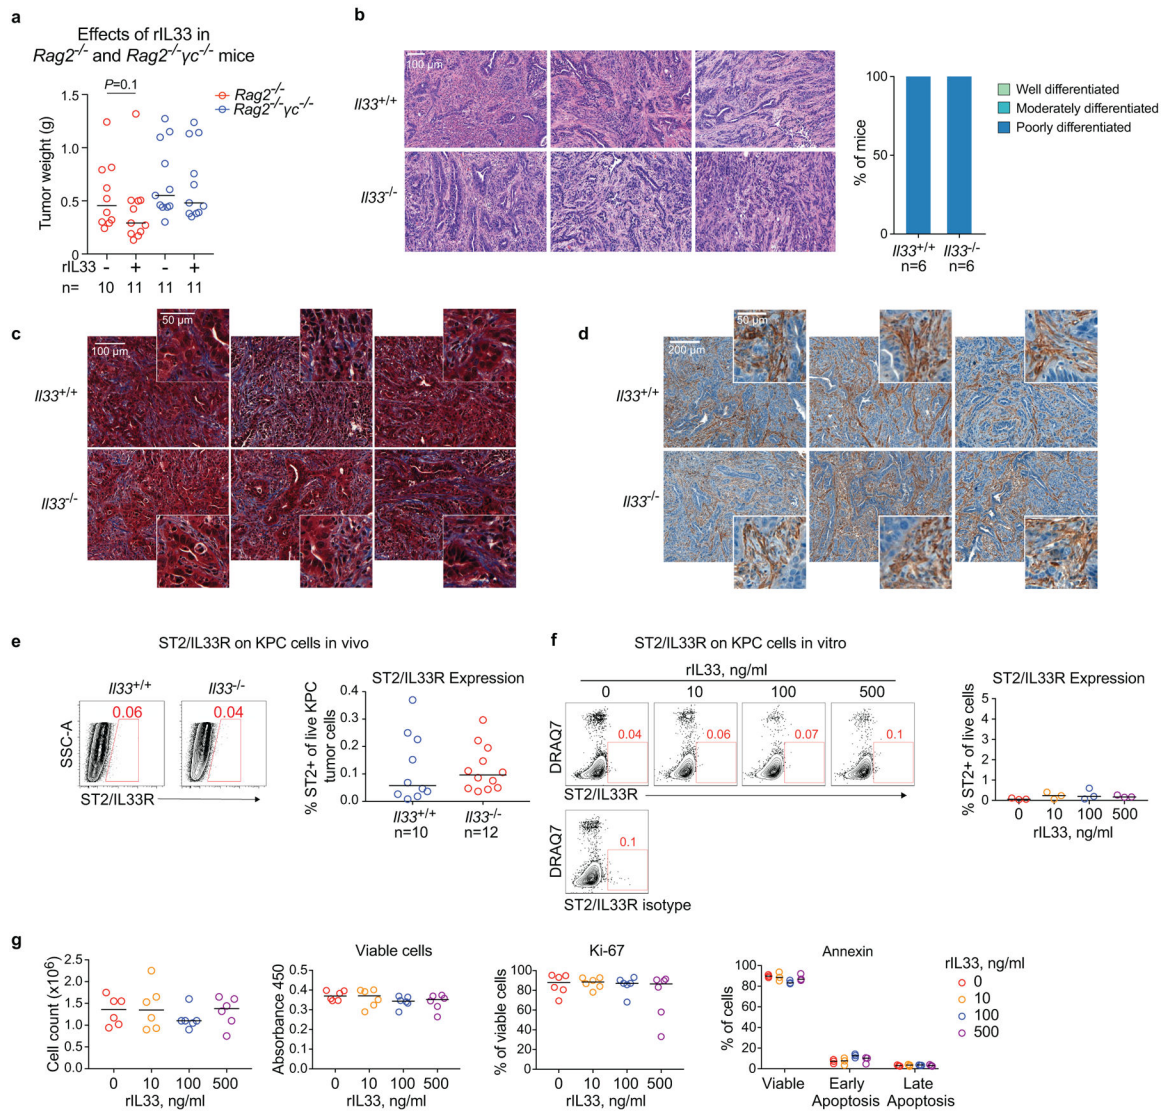 a
Effects of rIL33 in
Rag2-/- and Rag2-/-γc-/- mice
P=0.1
Rag2-/-
Rag2-/-γc-/-
Tumor weight (g)
1.5
1.0
0.5
0
rIL33 - + - +
n= 10 11 11 11
b
100 μm
Il33+/+
Il33-/-
% of mice
100
50
0
Il33+/+ Il33-/-
n=6 n=6
Well differentiated
Moderately differentiated
Poorly differentiated
c
50 μm
100 μm
Il33+/+
Il33-/-
d
50 μm
200 μm
Il33+/+
Il33-/-
e
ST2/IL33R on KPC cells in vivo
Il33+/+ Il33-/-
0.06 0.04
SSC-A
ST2/IL33R
ST2/IL33R Expression
% ST2+ of live KPC
tumor cells
0.4
0.3
0.2
0.1
0.0
Il33+/+ Il33-/-
n=10 n=12
f
ST2/IL33R on KPC cells in vitro
rIL33, ng/ml
0 10 100 500
DRAQ7
0.04 0.06 0.07 0.1
ST2/IL33R
DRAQ7
0.1
ST2/IL33R isotype
ST2/IL33R Expression
% ST2+ of live cells
5
4
3
2
1
0
0 10 100 500
rIL33, ng/ml
g
Cell count (x10⁶)
2.5
2.0
1.5
1.0
0.5
0.0
0 10 100 500
rIL33, ng/ml
Viable cells
Absorbance 450
0.4
0.3
0.2
0.1
0.0
0 10 100 500
rIL33, ng/ml
Ki-67
% of viable cells
100
80
60
40
20
0
0 10 100 500
rIL33, ng/ml
Annexin
% of cells
100
80
60
40
20
0
Viable Early Late
Apoptosis Apoptosis
rIL33, ng/ml
0
10
100
500